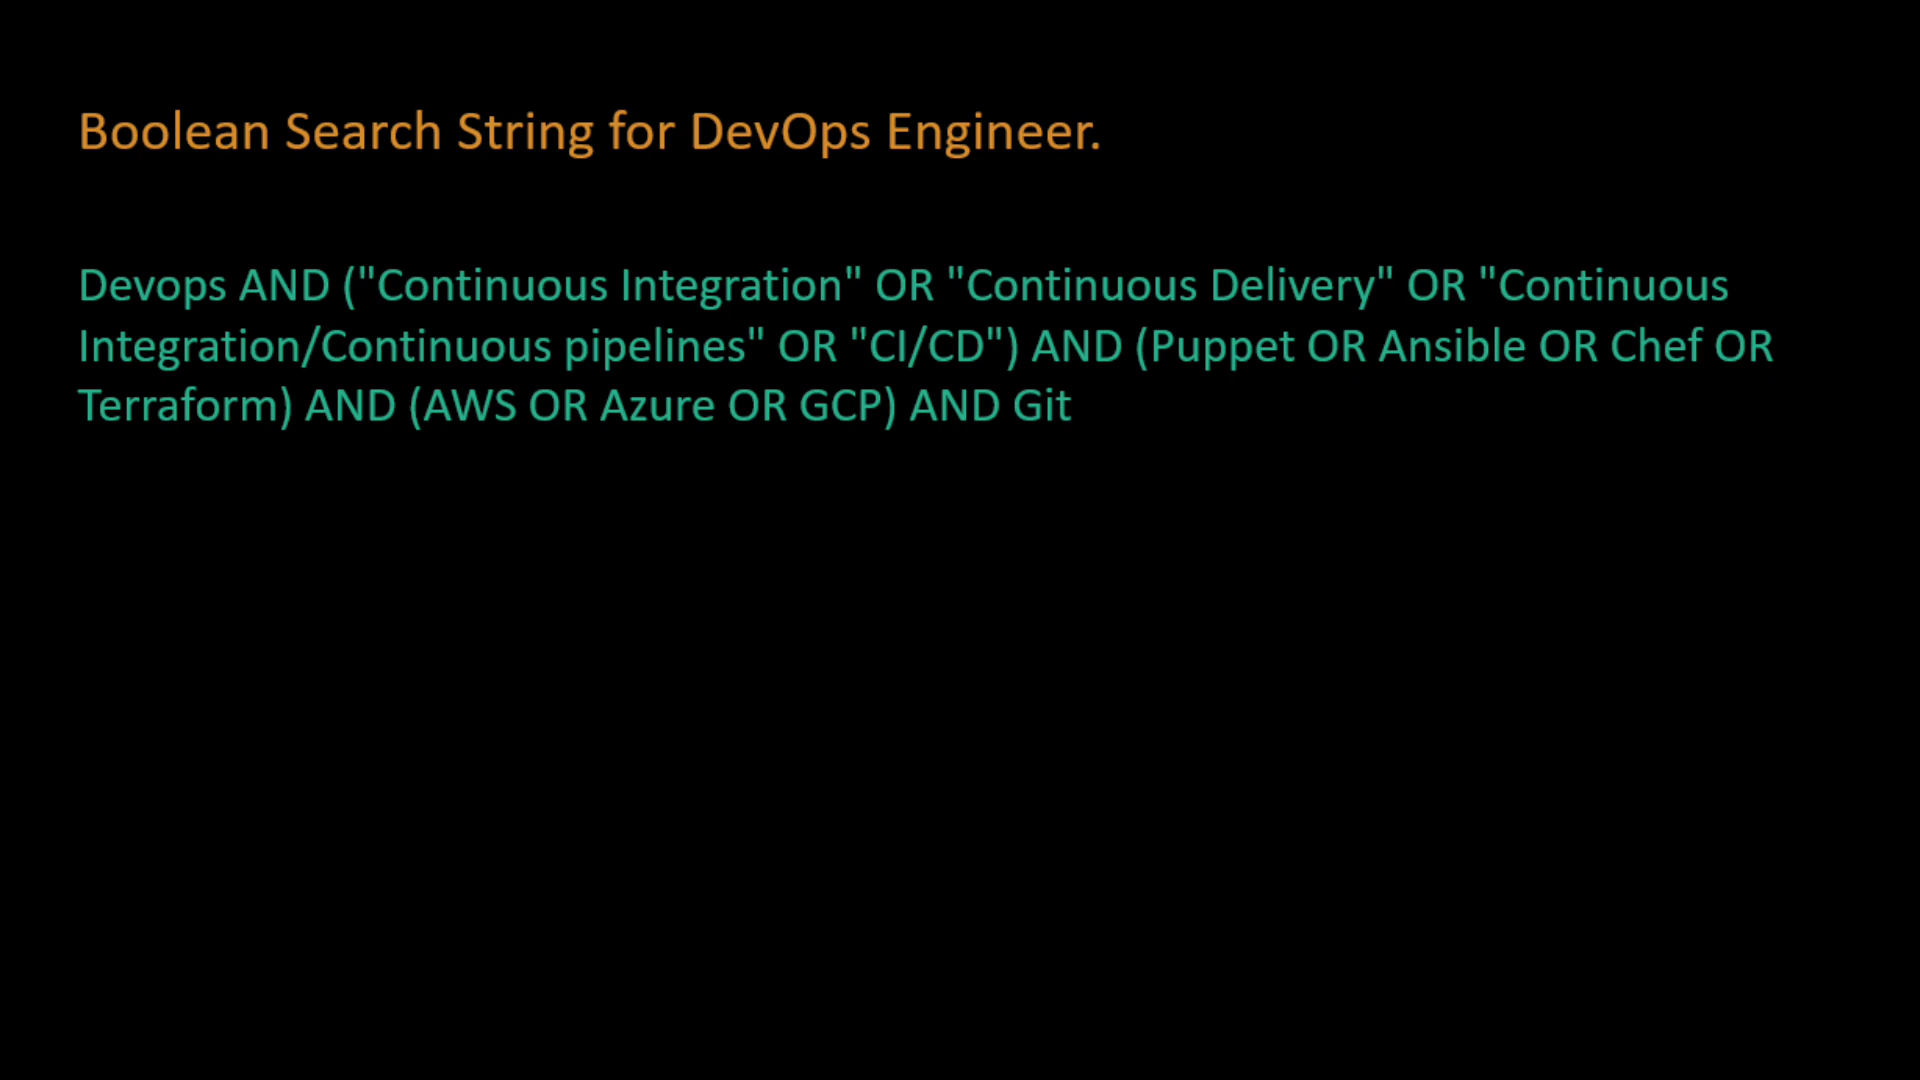 Boolean Search String for DevOps Engineer.
Devops AND ("Continuous Integration" OR "Continuous Delivery" OR "Continuous
Integration/Continuous pipelines" OR "CI/CD") AND (Puppet OR Ansible OR Chef OR
Terraform) AND (AWS OR Azure OR GCP) AND Git